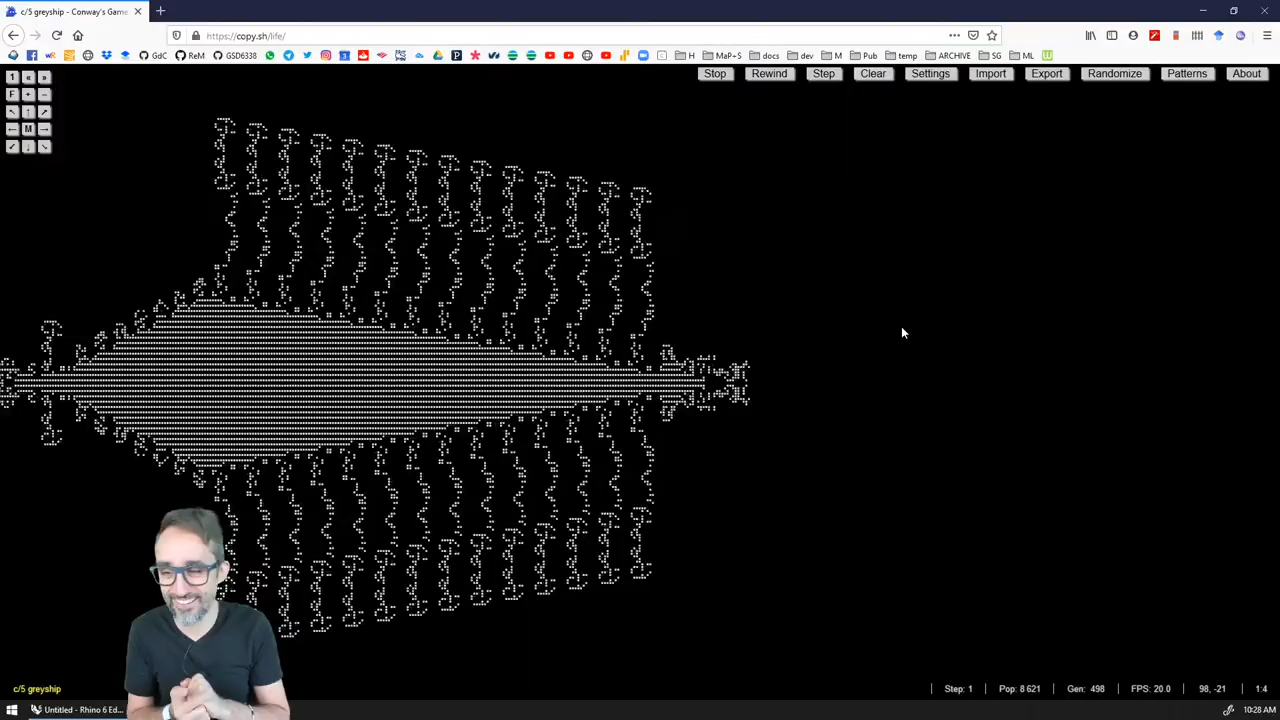 c/5 greyship - Conway's Game
https://copy.sh/life/
GdC
ReM
GSD6338
H
MaP+S
docs
dev
M
Pub
temp
ARCHIVE
SG
ML
1 « »
F + −
M
Stop Rewind Step Clear Settings Import Export Randomize Patterns About
c/5 greyship
Step: 1 Pop: 8 621 Gen: 498 FPS: 20.0 98, -21 1:4
Untitled - Rhino 6 Ed...
10:28 AM